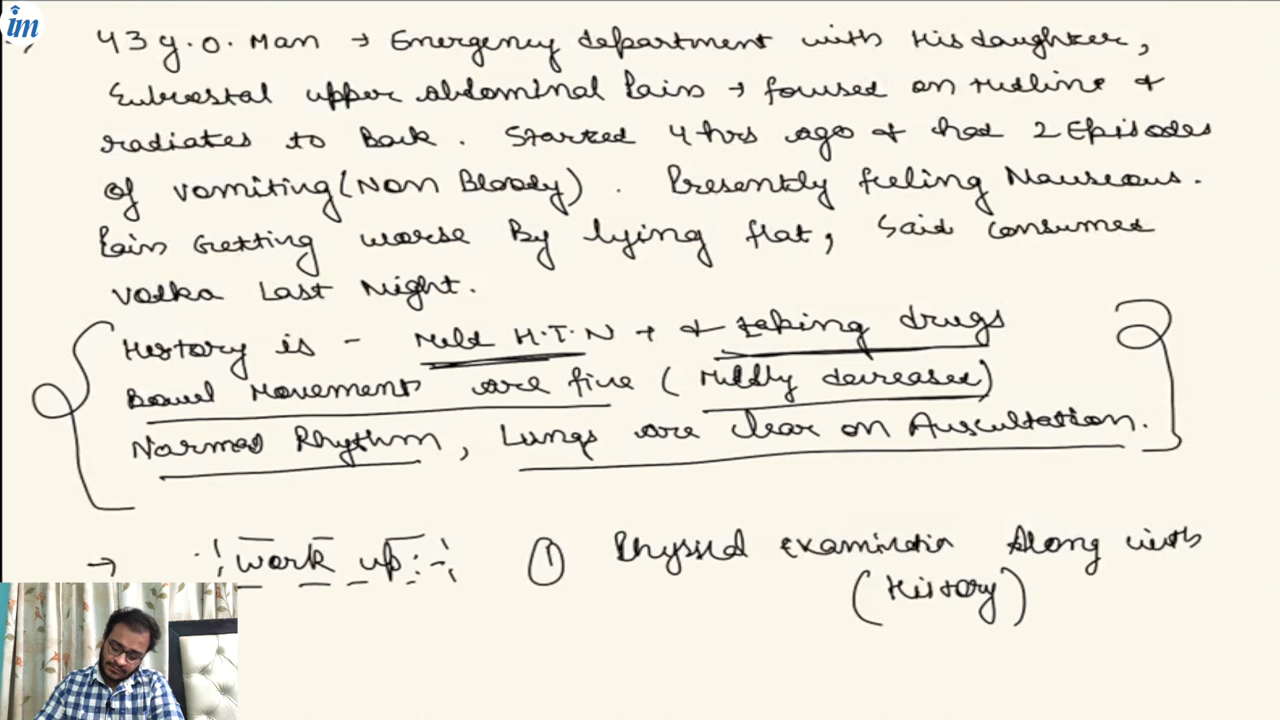 im
43 y.o. Man → Emergency department with His daughter,
upper abdominal Pain → focused on midline &
radiates to Back. Started 4 hrs ago & had 2 Episodes
of vomiting (Non Bloody). Presently feeling Nauseous.
Pain Getting worse By lying flat, Said consumed
Vodka Last Night.
History is - Mild H.T.N → & taking drugs
Bowel Movement are fine (Mildly decreased)
Normal Rhythm, Lungs are clear on Auscultation.
→ Work up: ① Physical examination Along with
(History)